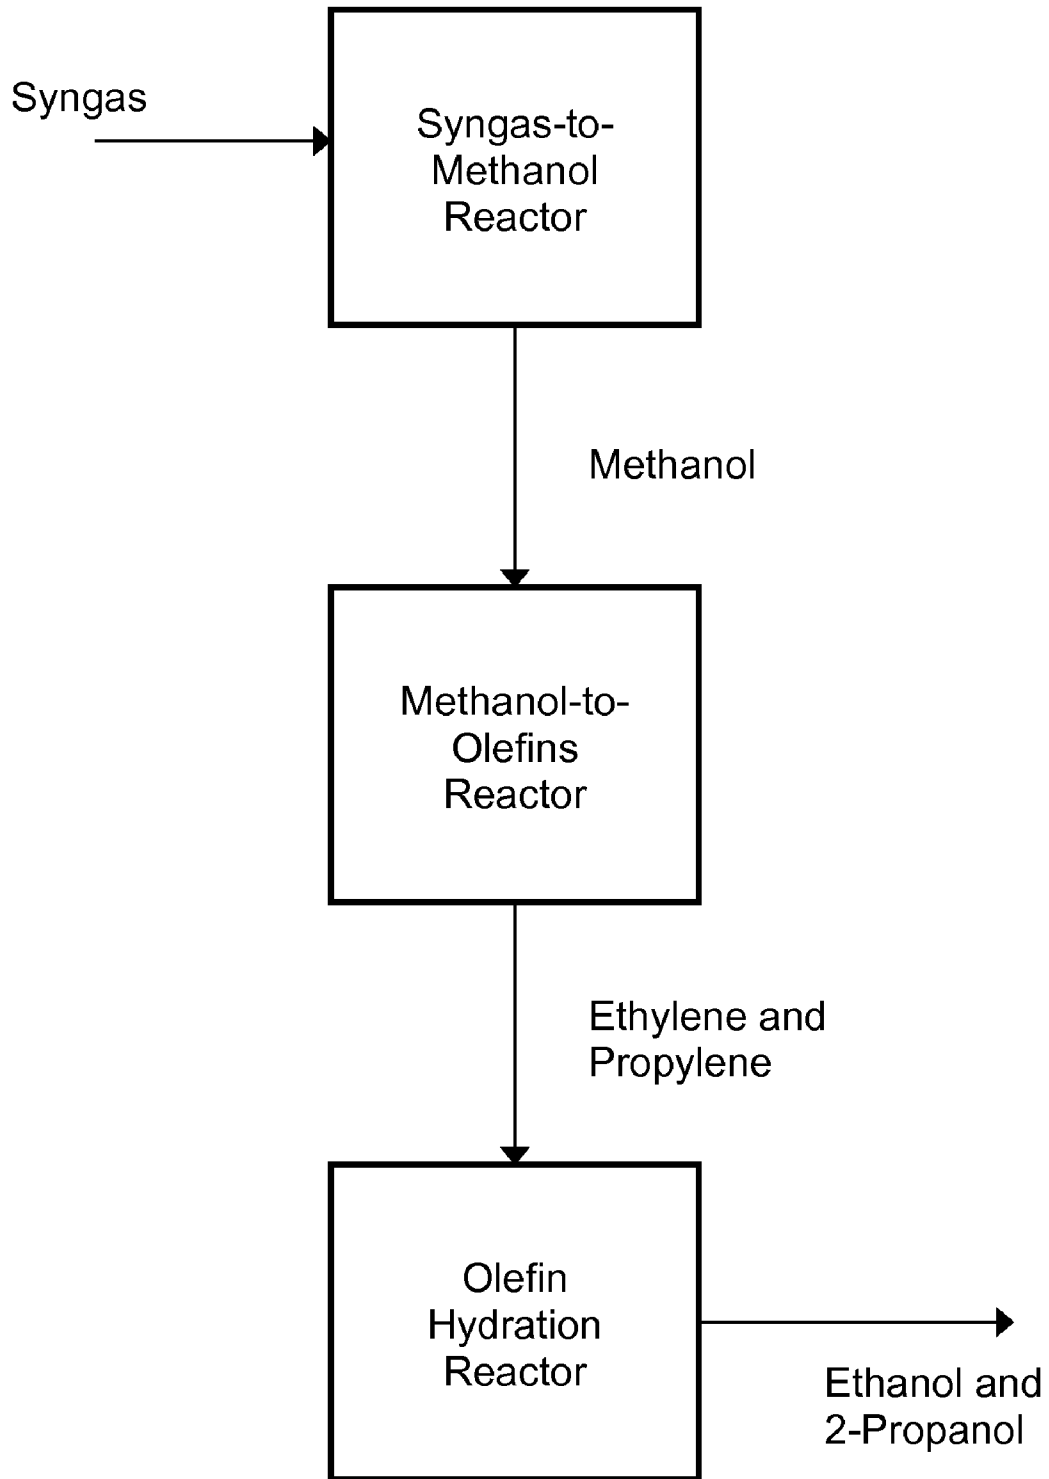 Syngas
Syngas-to-
Methanol
Reactor
Methanol
Methanol-to-
Olefins
Reactor
Ethylene and
Propylene
Olefin
Hydration
Reactor
Ethanol and
2-Propanol